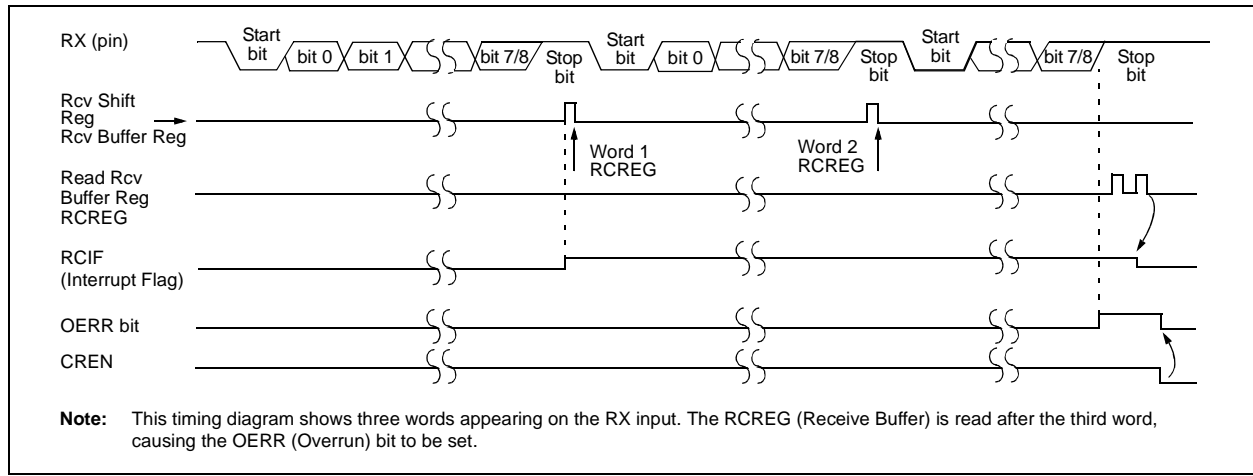 RX (pin)
Start bit
bit 0
bit 1
bit 7/8
Stop bit
Start bit
bit 0
bit 7/8
Stop bit
Start bit
bit 7/8
Stop bit
Rcv Shift
Reg
Rcv Buffer Reg
Word 1
RCREG
Word 2
RCREG
Read Rcv
Buffer Reg
RCREG
RCIF
(Interrupt Flag)
OERR bit
CREN
Note: This timing diagram shows three words appearing on the RX input. The RCREG (Receive Buffer) is read after the third word,
causing the OERR (Overrun) bit to be set.